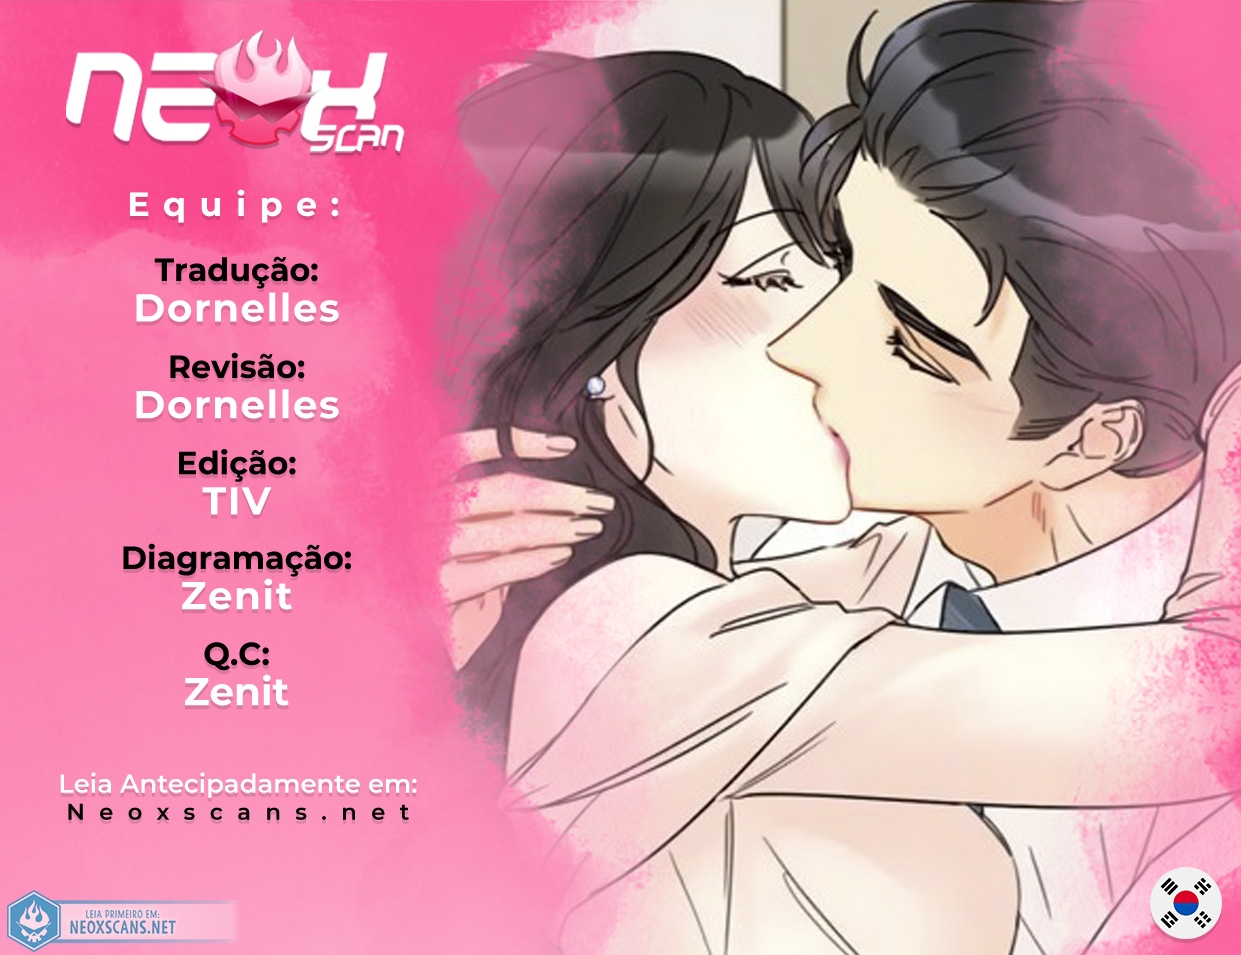 NEOX
SCAN
Equipe:
Tradução:
Dornelles
Revisão:
Dornelles
Edição:
TIV
Diagramação:
Zenit
Q.C:
Zenit
Leia Antecipadamente em:
Neoxscans.net
LEIA PRIMEIRO EM:
NEOXSCANS.NET